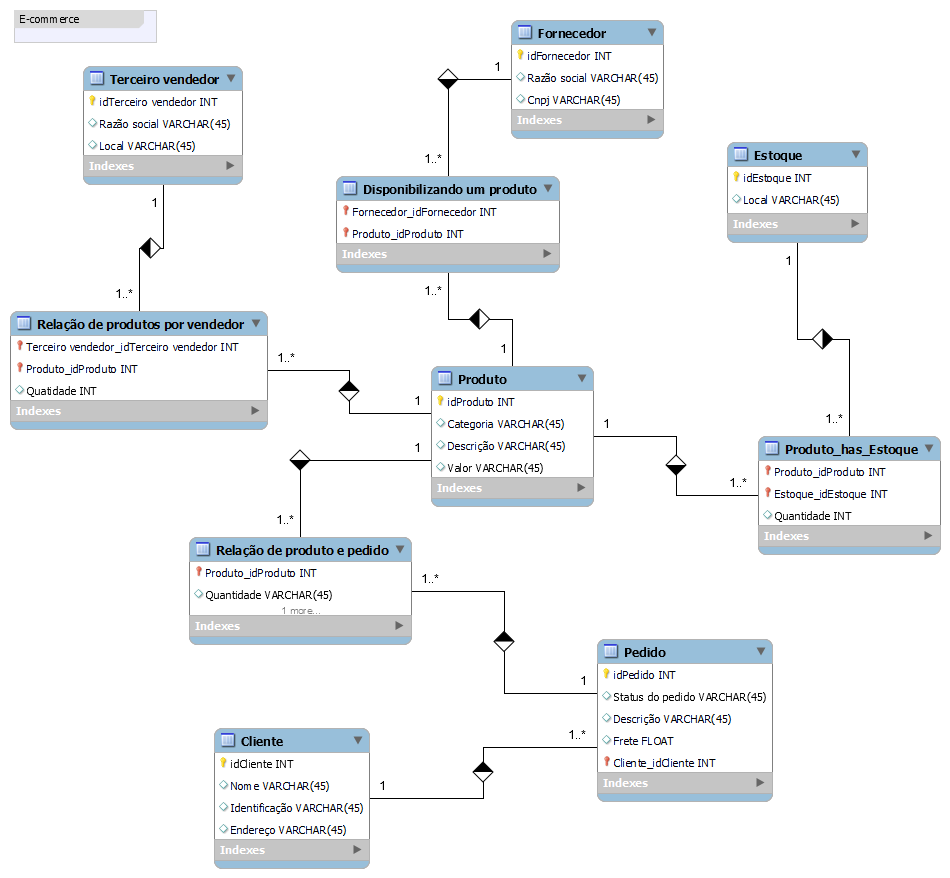 E-commerce
Fornecedor
idFornecedor INT
Razão social VARCHAR(45)
Cnpj VARCHAR(45)
Indexes
1
1..*
Terceiro vendedor
idTerceiro vendedor INT
Razão social VARCHAR(45)
Local VARCHAR(45)
Indexes
1
1..*
Disponibilizando um produto
Fornecedor_idFornecedor INT
Produto_idProduto INT
Indexes
1..*
1
Estoque
idEstoque INT
Local VARCHAR(45)
Indexes
1
1..*
Relação de produtos por vendedor
Terceiro vendedor_idTerceiro vendedor INT
Produto_idProduto INT
Quatidade INT
Indexes
1..*
1
Produto
idProduto INT
Categoria VARCHAR(45)
Descrição VARCHAR(45)
Valor VARCHAR(45)
Indexes
1
1..*
1
1..*
Produto_has_Estoque
Produto_idProduto INT
Estoque_idEstoque INT
Quantidade INT
Indexes
Relação de produto e pedido
Produto_idProduto INT
Quantidade VARCHAR(45)
1 more...
Indexes
1..*
1
Pedido
idPedido INT
Status do pedido VARCHAR(45)
Descrição VARCHAR(45)
Frete FLOAT
Cliente_idCliente INT
Indexes
1..*
1
Cliente
idCliente INT
Nome VARCHAR(45)
Identificação VARCHAR(45)
Endereço VARCHAR(45)
Indexes